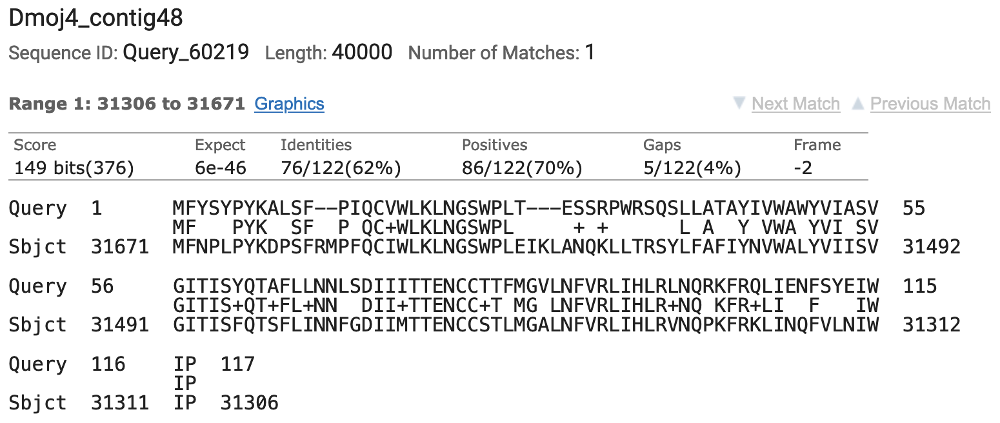 Dmoj4_contig48
Sequence ID: Query_60219 Length: 40000 Number of Matches: 1
Range 1: 31306 to 31671 Graphics ▼ Next Match ▲ Previous Match
Score Expect Identities Positives Gaps Frame
149 bits(376) 6e-46 76/122(62%) 86/122(70%) 5/122(4%) -2
Query 1 MFYSYPYKALSF--PIQCVWLKLNGSWPLT---ESSRPWRSQSLLATAYIVWAWYVIASV 55
MF   PYK  SF  P QC+WLKLNGSWPL     + +      L A  Y VWA YVI SV
Sbjct 31671 MFNPLPYKDPSFRMPFQCIWLKLNGSWPLEIKLANQKLLTRSYLFAFIYNVWALYVIISV 31492
Query 56 GITISYQTAFLLNNLSDIIITTENCCTTFMGVLNFVRLIHLRLNQRKFRQLIENFSYEIW 115
GITIS+QT+FL+NN  DII+TTENCC+T MG LNFVRLIHLR+NQ KFR+LI  F   IW
Sbjct 31491 GITISFQTSFLINNFGDIIMTTENCCSTLMGALNFVRLIHLRVNQPKFRKLINQFVLNIW 31312
Query 116 IP 117
IP
Sbjct 31311 IP 31306